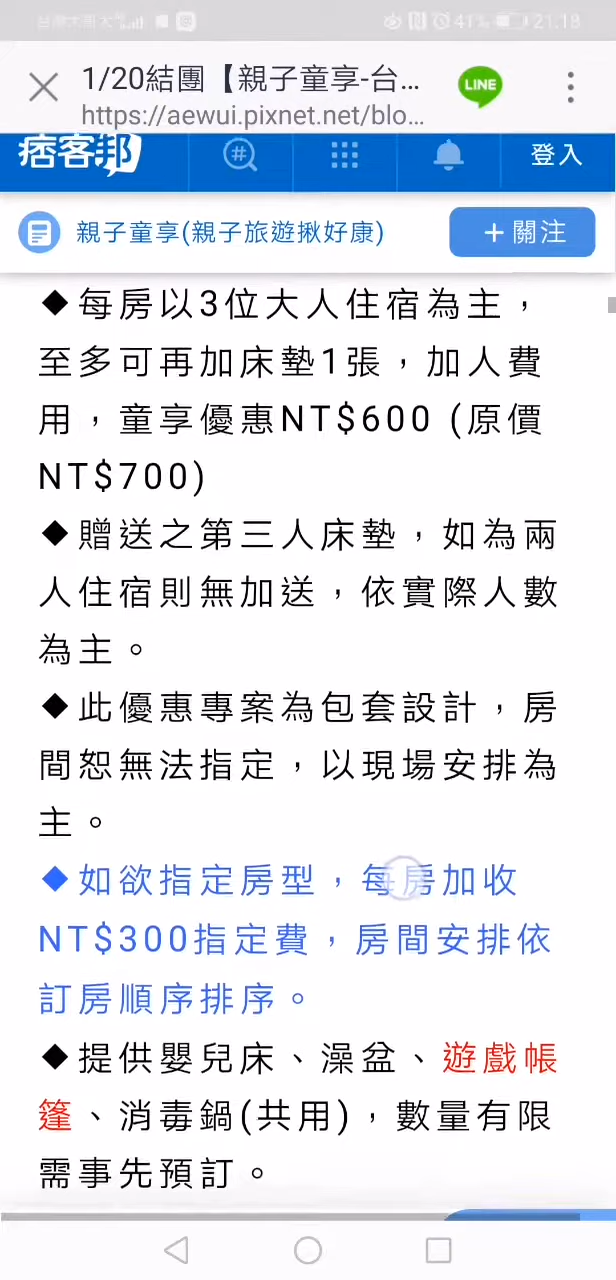 41% 21:18
1/20結團【親子童享-台...
LINE
https://aewui.pixnet.net/blo...
痞客邦
登入
親子童享(親子旅遊揪好康)
+關注
◆每房以3位大人住宿為主，
至多可再加床墊1張，加人費
用，童享優惠NT$600 (原價
NT$700)
◆贈送之第三人床墊，如為兩
人住宿則無加送，依實際人數
為主。
◆此優惠專案為包套設計，房
間恕無法指定，以現場安排為
主。
◆如欲指定房型，每房加收
NT$300指定費，房間安排依
訂房順序排序。
◆提供嬰兒床、澡盆、遊戲帳
篷、消毒鍋(共用)，數量有限
需事先預訂。